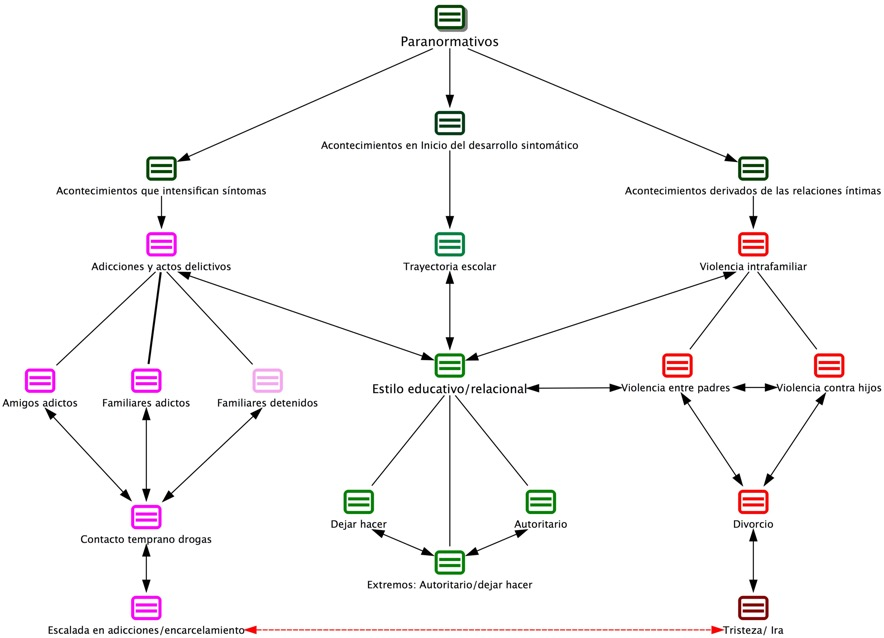 Paranormativos
Acontecimientos en Inicio del desarrollo sintomático
Acontecimientos que intensifican síntomas
Acontecimientos derivados de las relaciones íntimas
Adicciones y actos delictivos
Trayectoria escolar
Violencia intrafamiliar
Amigos adictos
Familiares adictos
Familiares detenidos
Estilo educativo/relacional
Violencia entre padres
Violencia contra hijos
Dejar hacer
Autoritario
Divorcio
Contacto temprano drogas
Extremos: Autoritario/dejar hacer
Escalada en adicciones/encarcelamiento
Tristeza/ Ira